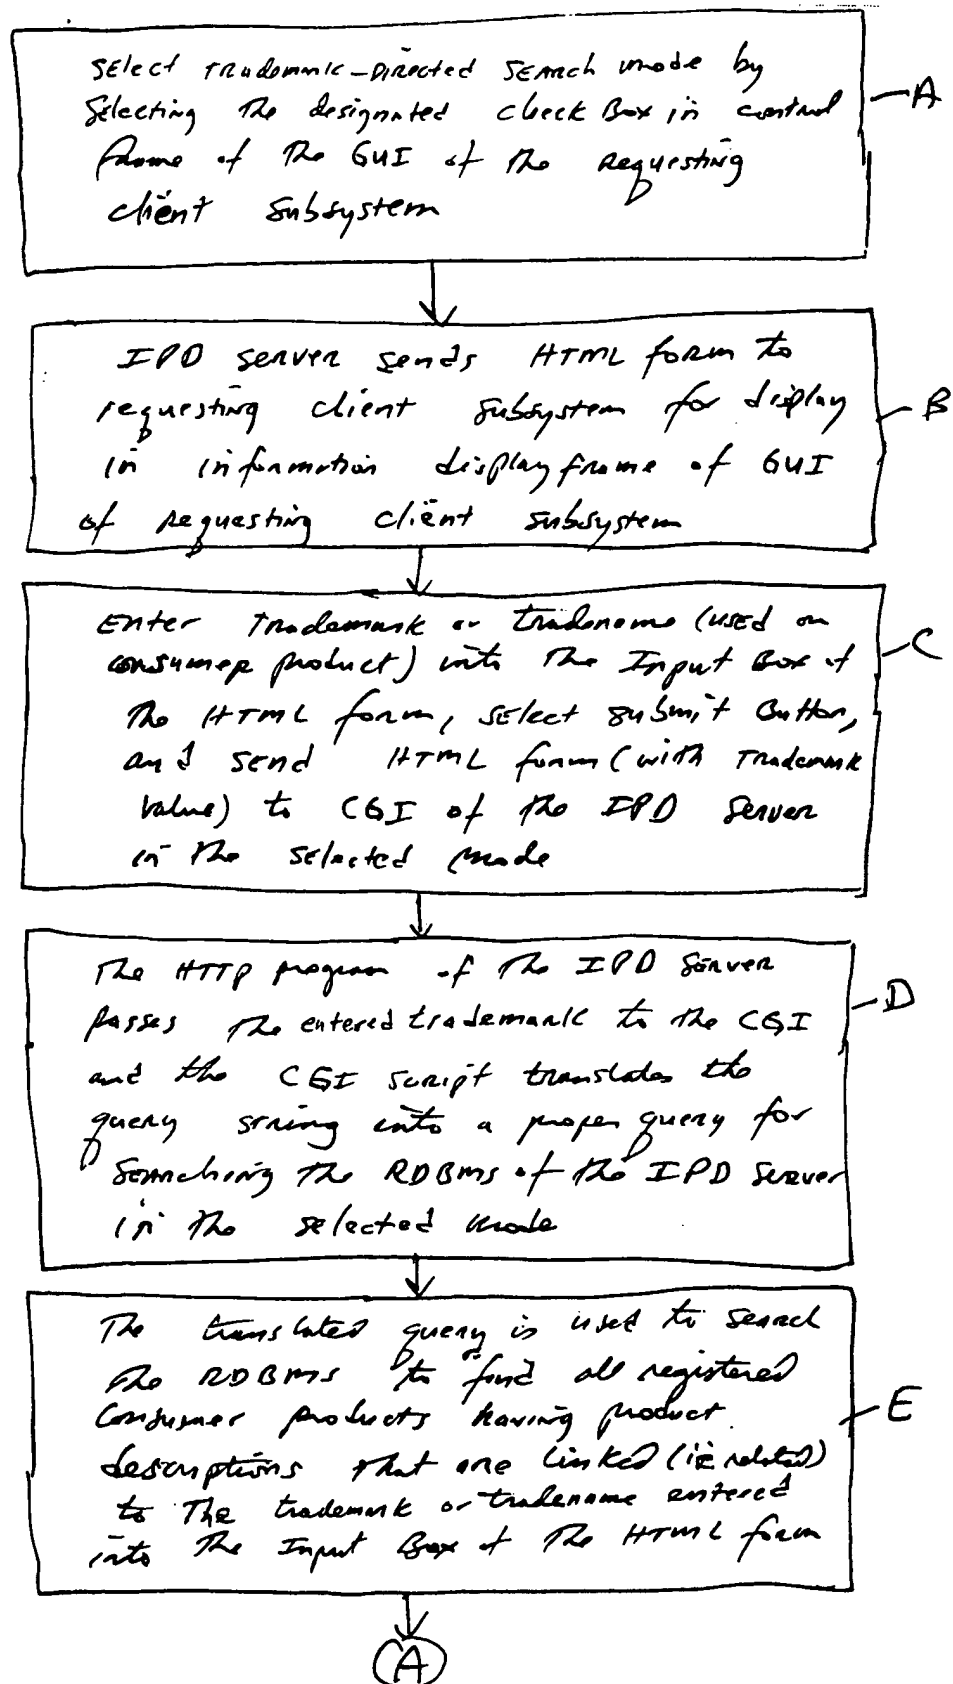 Select Trademark-Directed Search mode by
Selecting The designated check Box in control
frame of The GUI of The Requesting
client Subsystem
A
IPD Server sends HTML form to
requesting client Subsystem for display
in information display frame of GUI
of Requesting client Subsystem
B
Enter Trademark or tradename (used on
consumer product) into The Input Box of
The HTML form, select submit Button,
and send HTML form (with Trademark
value) to CGI of The IPD Server
in The Selected mode
C
The HTTP program of The IPD Server
passes The entered trademark to The CGI
and the CGI script translates the
query string into a proper query for
Searching The RDBMS of the IPD Server
in The selected mode
D
The translated query is used to Search
The RDBMS to find all registered
Consumer products having product
descriptions that are linked (ie related)
to The trademark or tradename entered
into The Input Box of The HTML form
E
A